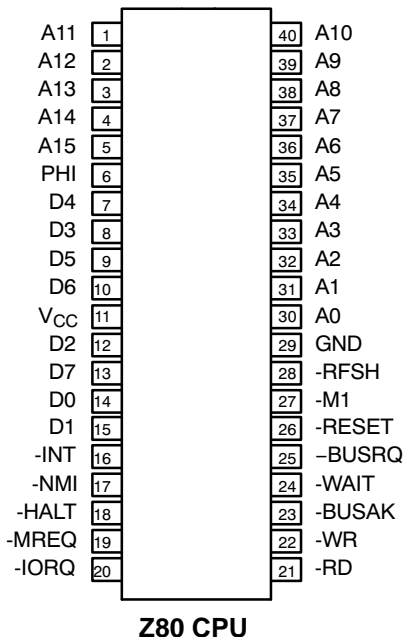 A11 1 40 A10
A12 2 39 A9
A13 3 38 A8
A14 4 37 A7
A15 5 36 A6
PHI 6 35 A5
D4 7 34 A4
D3 8 33 A3
D5 9 32 A2
D6 10 31 A1
VCC 11 30 A0
D2 12 29 GND
D7 13 28 -RFSH
D0 14 27 -M1
D1 15 26 -RESET
-INT 16 25 –BUSRQ
-NMI 17 24 -WAIT
-HALT 18 23 -BUSAK
-MREQ 19 22 -WR
-IORQ 20 21 -RD
Z80 CPU